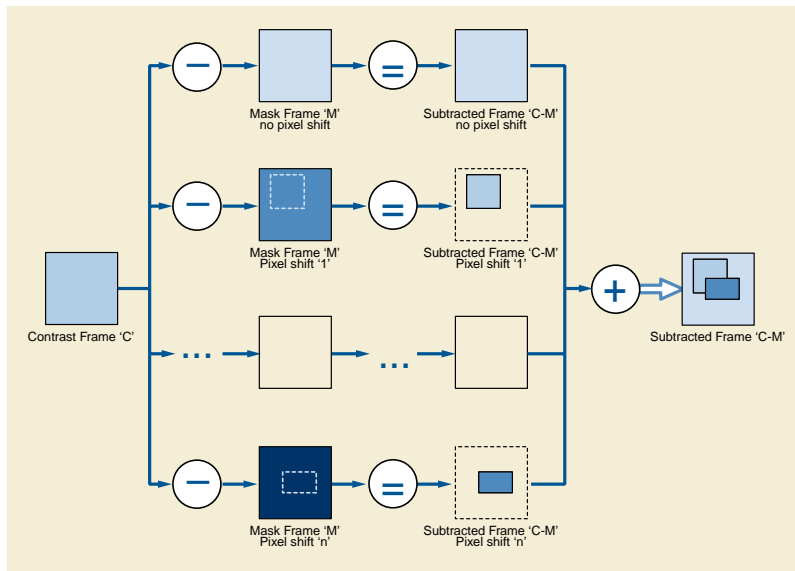 −
Mask Frame ‘M’
no pixel shift
=
Subtracted Frame ‘C-M’
no pixel shift
−
Mask Frame ‘M’
Pixel shift ‘1’
=
Subtracted Frame ‘C-M’
Pixel shift ‘1’
Contrast Frame ‘C’
+
Subtracted Frame ‘C-M’
...
...
−
Mask Frame ‘M’
Pixel shift ‘n’
=
Subtracted Frame ‘C-M’
Pixel shift ‘n’